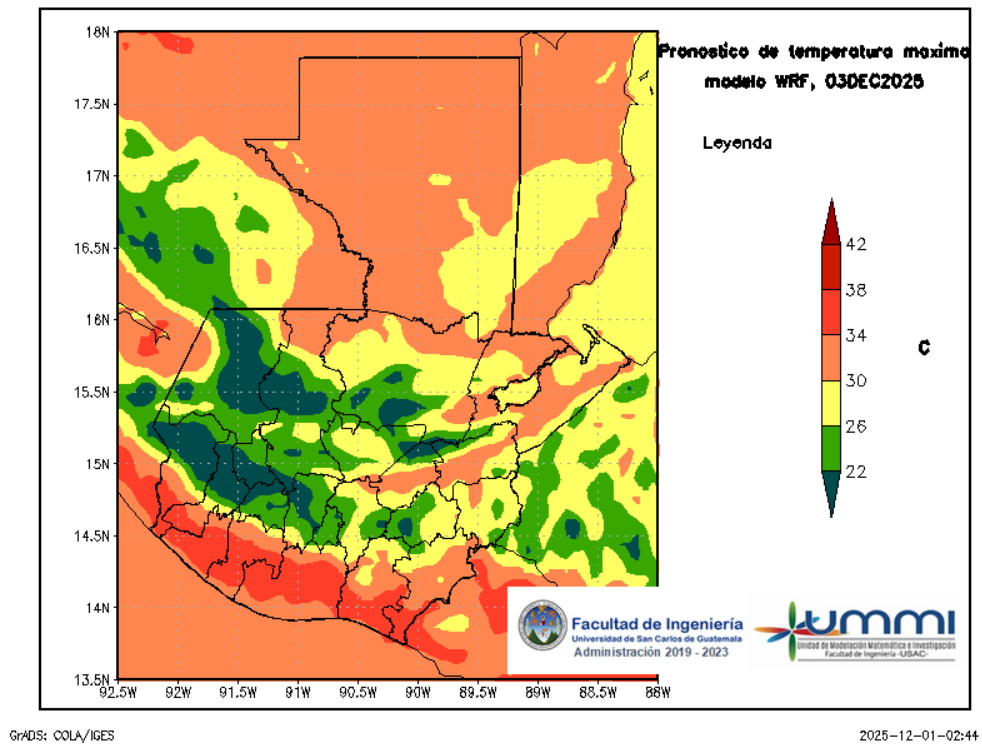 Pronostico de temperatura maxima
modelo WRF, 03DEC2025
Leyenda
42
38
34
30
26
22
C
18N
17.5N
17N
16.5N
16N
15.5N
15N
14.5N
14N
13.5N
92.5W 92W 91.5W 91W 90.5W 90W 89.5W 89W 88.5W 88W
Facultad de Ingeniería
Universidad de San Carlos de Guatemala
Administración 2019 - 2023
ummi
Unidad de Modelación Matemática e Investigación
Facultad de Ingeniería -USAC-
GrADS: COLA/IGES
2025-12-01-02:44